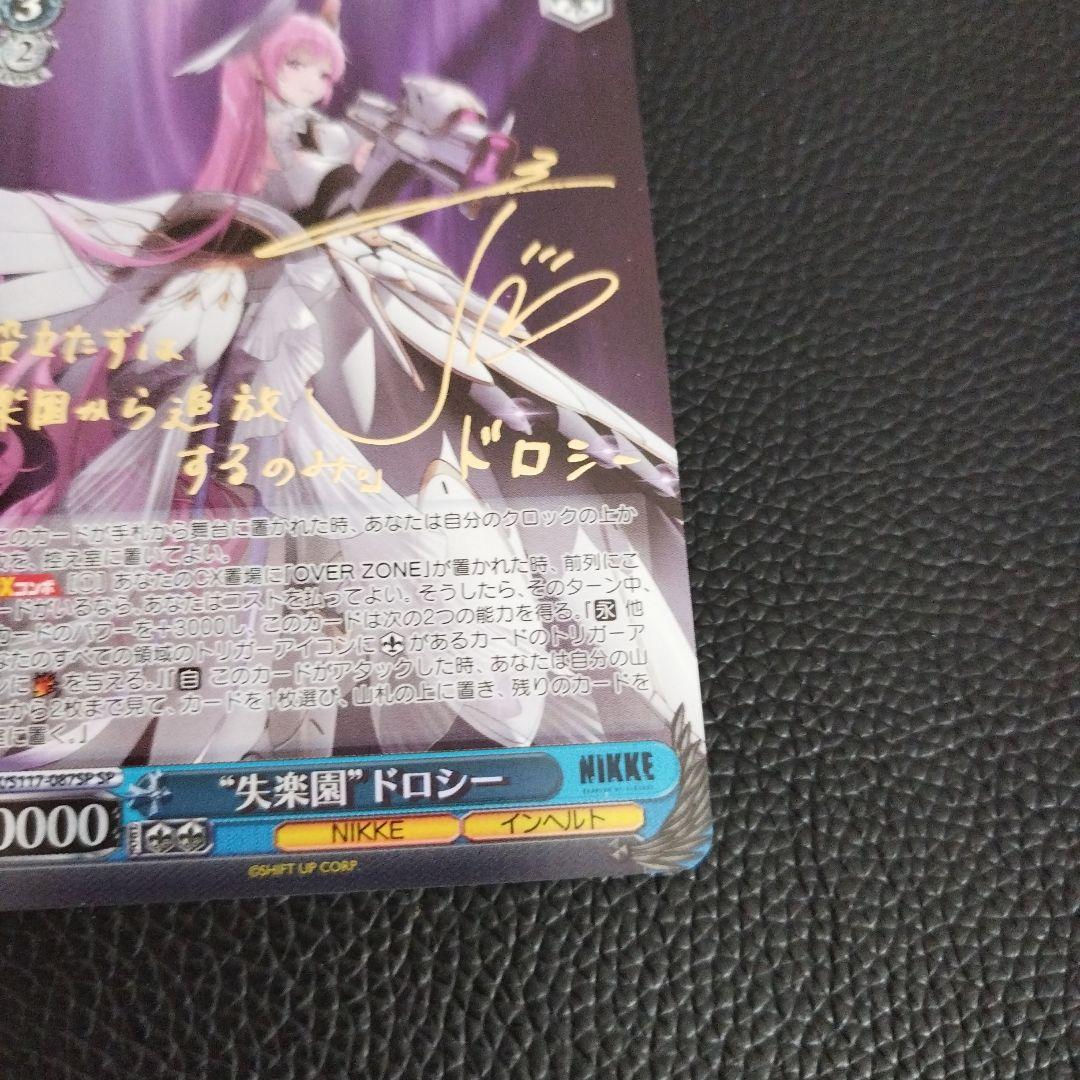 3
2
役立たずは
楽園から追放
するのみ。」
ドロシー
このカードが手札から舞台に置かれた時、あなたは自分のクロックの上か
を、控え室に置いてよい。
CXコンボ [①] あなたのCX置場に「OVER ZONE」が置かれた時、前列にこ
ードがいるなら、あなたはコストを払ってよい。そうしたら、そのターン中、
カードのパワーを+3000し、このカードは次の2つの能力を得る。『永 他
なたのすべての領域のトリガーアイコンに があるカードのトリガーア
ンに を与える。』『自 このカードがアタックした時、あなたは自分の山
上から2枚まで見て、カードを1枚選び、山札の上に置き、残りのカードを
室に置く。』
S117-087SP SP
“失楽園”ドロシー
NIKKE
0000
NIKKE
インヘルト
©SHIFT UP CORP